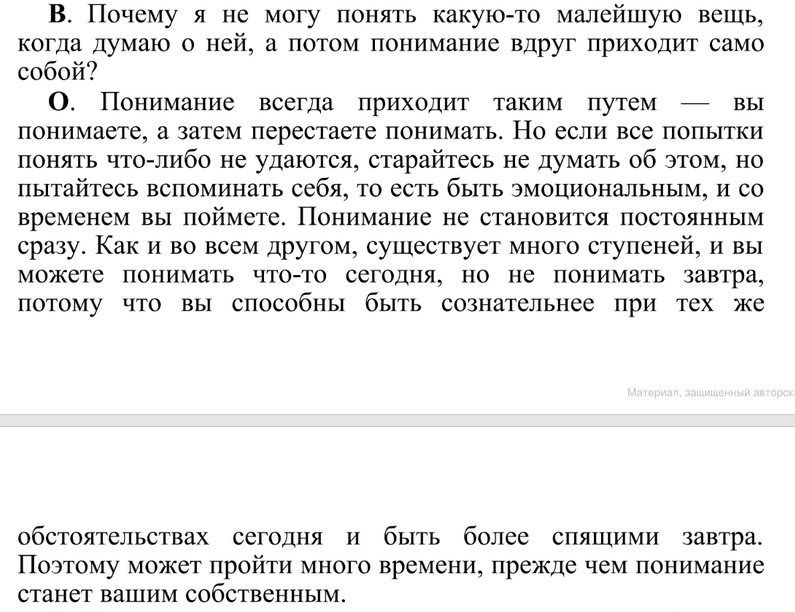 В. Почему я не могу понять какую-то малейшую вещь,
когда думаю о ней, а потом понимание вдруг приходит само
собой?
О. Понимание всегда приходит таким путем — вы
понимаете, а затем перестаете понимать. Но если все попытки
понять что-либо не удаются, старайтесь не думать об этом, но
пытайтесь вспоминать себя, то есть быть эмоциональным, и со
временем вы поймете. Понимание не становится постоянным
сразу. Как и во всем другом, существует много ступеней, и вы
можете понимать что-то сегодня, но не понимать завтра,
потому что вы способны быть сознательнее при тех же
Материал, защищенный авторск
обстоятельствах сегодня и быть более спящими завтра.
Поэтому может пройти много времени, прежде чем понимание
станет вашим собственным.